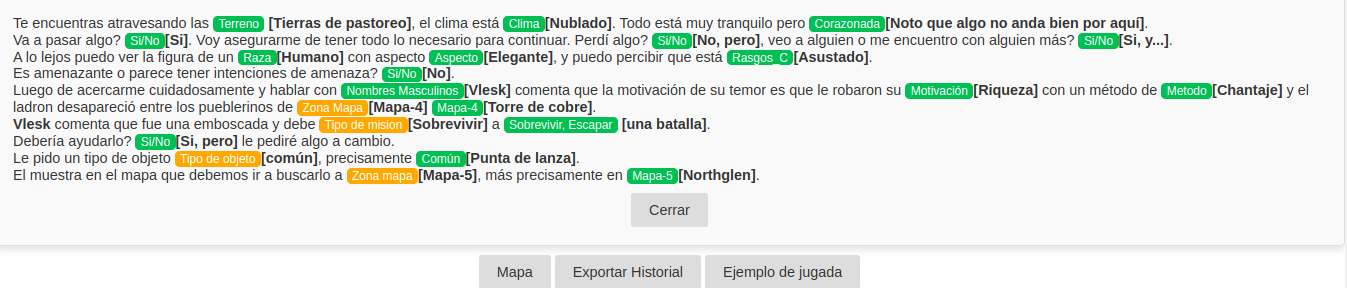 Te encuentras atravesando las Terreno [Tierras de pastoreo], el clima está Clima[Nublado]. Todo está muy tranquilo pero Corazonada[Noto que algo no anda bien por aquí].
Va a pasar algo? Si/No[Si]. Voy asegurarme de tener todo lo necesario para continuar. Perdí algo? Si/No[No, pero], veo a alguien o me encuentro con alguien más? Si/No[Si, y...].
A lo lejos puedo ver la figura de un Raza[Humano] con aspecto Aspecto[Elegante], y puedo percibir que está Rasgos_C[Asustado].
Es amenazante o parece tener intenciones de amenaza? Si/No[No].
Luego de acercarme cuidadosamente y hablar con Nombres Masculinos[Vlesk] comenta que la motivación de su temor es que le robaron su Motivación[Riqueza] con un método de Metodo[Chantaje] y el
ladron desapareció entre los pueblerinos de Zona Mapa[Mapa-4] Mapa-4[Torre de cobre].
Vlesk comenta que fue una emboscada y debe Tipo de mision[Sobrevivir] a Sobrevivir, Escapar [una batalla].
Debería ayudarlo? Si/No[Si, pero] le pediré algo a cambio.
Le pido un tipo de objeto Tipo de objeto[común], precisamente Común[Punta de lanza].
El muestra en el mapa que debemos ir a buscarlo a Zona mapa[Mapa-5], más precisamente en Mapa-5[Northglen].
Cerrar
Mapa Exportar Historial Ejemplo de jugada